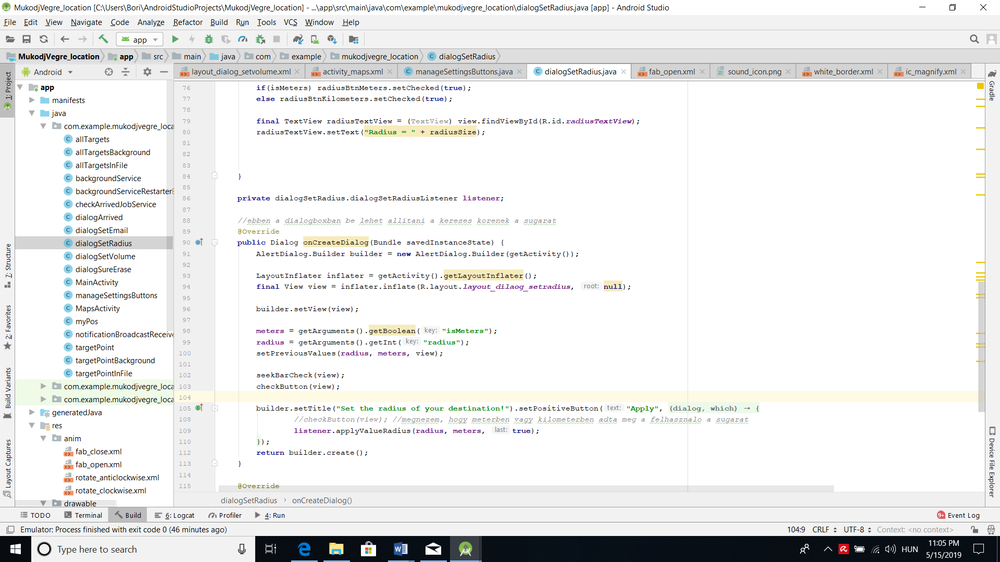 MukodjVegre_location [C:\Users\Bori\AndroidStudioProjects\MukodjVegre_location] - ...\app\src\main\java\com\example\mukodjvegre_location\dialogSetRadius.java [app] - Android Studio
File Edit View Navigate Code Analyze Refactor Build Run Tools VCS Window Help
app
MukodjVegre_location app src main java com example mukodjvegre_location dialogSetRadius
Android
layout_dialog_setvolume.xml activity_maps.xml manageSettingsButtons.java dialogSetRadius.java fab_open.xml sound_icon.png white_border.xml ic_magnify.xml
1: Project
7: Structure
2: Favorites
Build Variants
Layout Captures
app
manifests
java
com.example.mukodjvegre_loca
allTargets
allTargetsBackground
allTargetsInFile
backgroundService
backgroundServiceRestarter
checkArrivedJobService
dialogArrived
dialogSetEmail
dialogSetRadius
dialogSetVolume
dialogSureErase
MainActivity
manageSettingsButtons
MapsActivity
myPos
notificationBroadcastReceive
targetPoint
targetPointBackground
targetPointInFile
com.example.mukodjvegre_loca
com.example.mukodjvegre_loca
generatedJava
res
anim
fab_close.xml
fab_open.xml
rotate_anticlockwise.xml
rotate_clockwise.xml
drawable
76 if(isMeters) radiusBtnMeters.setChecked(true);
77 else radiusBtnKilometers.setChecked(true);
78
79 final TextView radiusTextView = (TextView) view.findViewById(R.id.radiusTextView);
80 radiusTextView.setText("Radius = " + radiusSize);
81
82
83
84 }
85
86 private dialogSetRadius.dialogSetRadiusListener listener;
87
88 //ebben a dialogboxban be lehet allitani a kereses korenek a sugarat
89 @Override
90 public Dialog onCreateDialog(Bundle savedInstanceState) {
91 AlertDialog.Builder builder = new AlertDialog.Builder(getActivity());
92
93 LayoutInflater inflater = getActivity().getLayoutInflater();
94 final View view = inflater.inflate(R.layout.layout_dilaog_setradius, root: null);
95
96 builder.setView(view);
97
98 meters = getArguments().getBoolean( key: "isMeters");
99 radius = getArguments().getInt( key: "radius");
100 setPreviousValues(radius, meters, view);
101
102 seekBarCheck(view);
103 checkButton(view);
104
105 builder.setTitle("Set the radius of your destination!").setPositiveButton( text: "Apply", (dialog, which) → {
108 //checkButton(view); //megnezem, hogy meterben vagy kilometerben adta meg a felhasznalo a sugarat
109 listener.applyValueRadius(radius, meters, last: true);
110 });
112 return builder.create();
113 }
114
115 @Override
dialogSetRadius › onCreateDialog()
Gradle
Device File Explorer
TODO Terminal Build 6: Logcat Profiler 4: Run 9+ Event Log
Emulator: Process finished with exit code 0 (46 minutes ago) 104:9 CRLF UTF-8 Context: <no context>
Type here to search
HUN
11:05 PM
5/15/2019